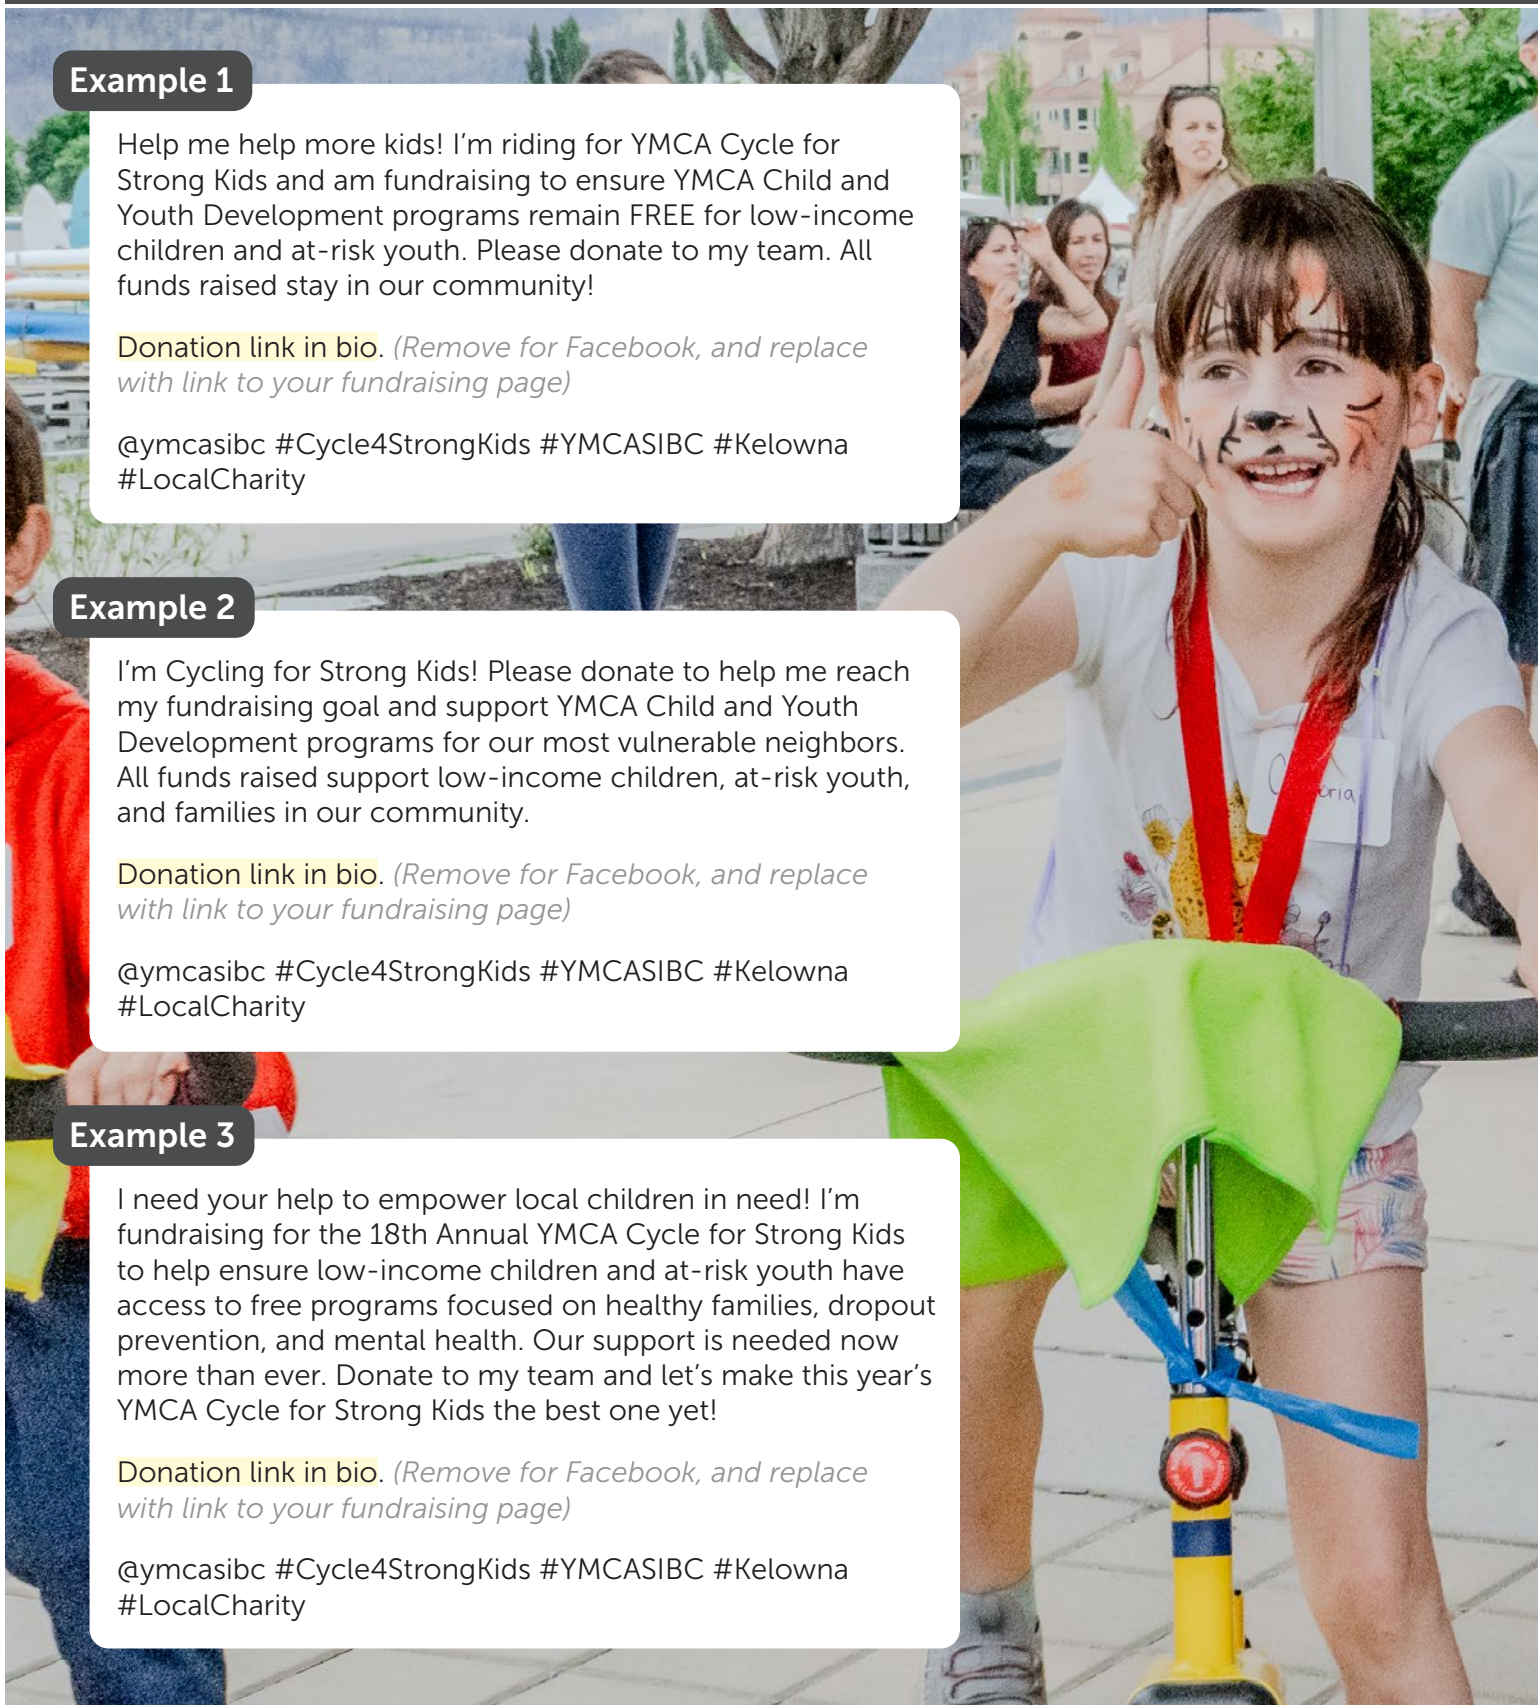 Example 1
Help me help more kids! I'm riding for YMCA Cycle for
Strong Kids and am fundraising to ensure YMCA Child and
Youth Development programs remain FREE for low-income
children and at-risk youth. Please donate to my team. All
funds raised stay in our community!
Donation link in bio. (Remove for Facebook, and replace
with link to your fundraising page)
@ymcasibc #Cycle4StrongKids #YMCASIBC #Kelowna
#LocalCharity
Example 2
I'm Cycling for Strong Kids! Please donate to help me reach
my fundraising goal and support YMCA Child and Youth
Development programs for our most vulnerable neighbors.
All funds raised support low-income children, at-risk youth,
and families in our community.
Donation link in bio. (Remove for Facebook, and replace
with link to your fundraising page)
@ymcasibc #Cycle4StrongKids #YMCASIBC #Kelowna
#LocalCharity
Example 3
I need your help to empower local children in need! I'm
fundraising for the 18th Annual YMCA Cycle for Strong Kids
to help ensure low-income children and at-risk youth have
access to free programs focused on healthy families, dropout
prevention, and mental health. Our support is needed now
more than ever. Donate to my team and let's make this year's
YMCA Cycle for Strong Kids the best one yet!
Donation link in bio. (Remove for Facebook, and replace
with link to your fundraising page)
@ymcasibc #Cycle4StrongKids #YMCASIBC #Kelowna
#LocalCharity